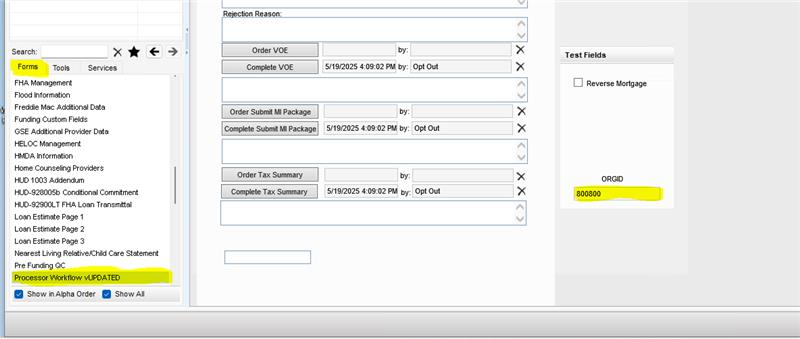 Rejection Reason:
Search:
Forms Tools Services
FHA Management
Flood Information
Freddie Mac Additional Data
Funding Custom Fields
GSE Additional Provider Data
HELOC Management
HMDA Information
Home Counseling Providers
HUD 1003 Addendum
HUD-928005b Conditional Commitment
HUD-92900LT FHA Loan Transmittal
Loan Estimate Page 1
Loan Estimate Page 2
Loan Estimate Page 3
Nearest Living Relative/Child Care Statement
Pre Funding QC
Processor Workflow vUPDATED
Show in Alpha Order Show All
Order VOE by:
Complete VOE 5/19/2025 4:09:02 PM by: Opt Out
Order Submit MI Package by:
Complete Submit MI Package 5/19/2025 4:09:02 PM by: Opt Out
Order Tax Summary by:
Complete Tax Summary 5/19/2025 4:09:02 PM by: Opt Out
Test Fields
Reverse Mortgage
ORGID
800800